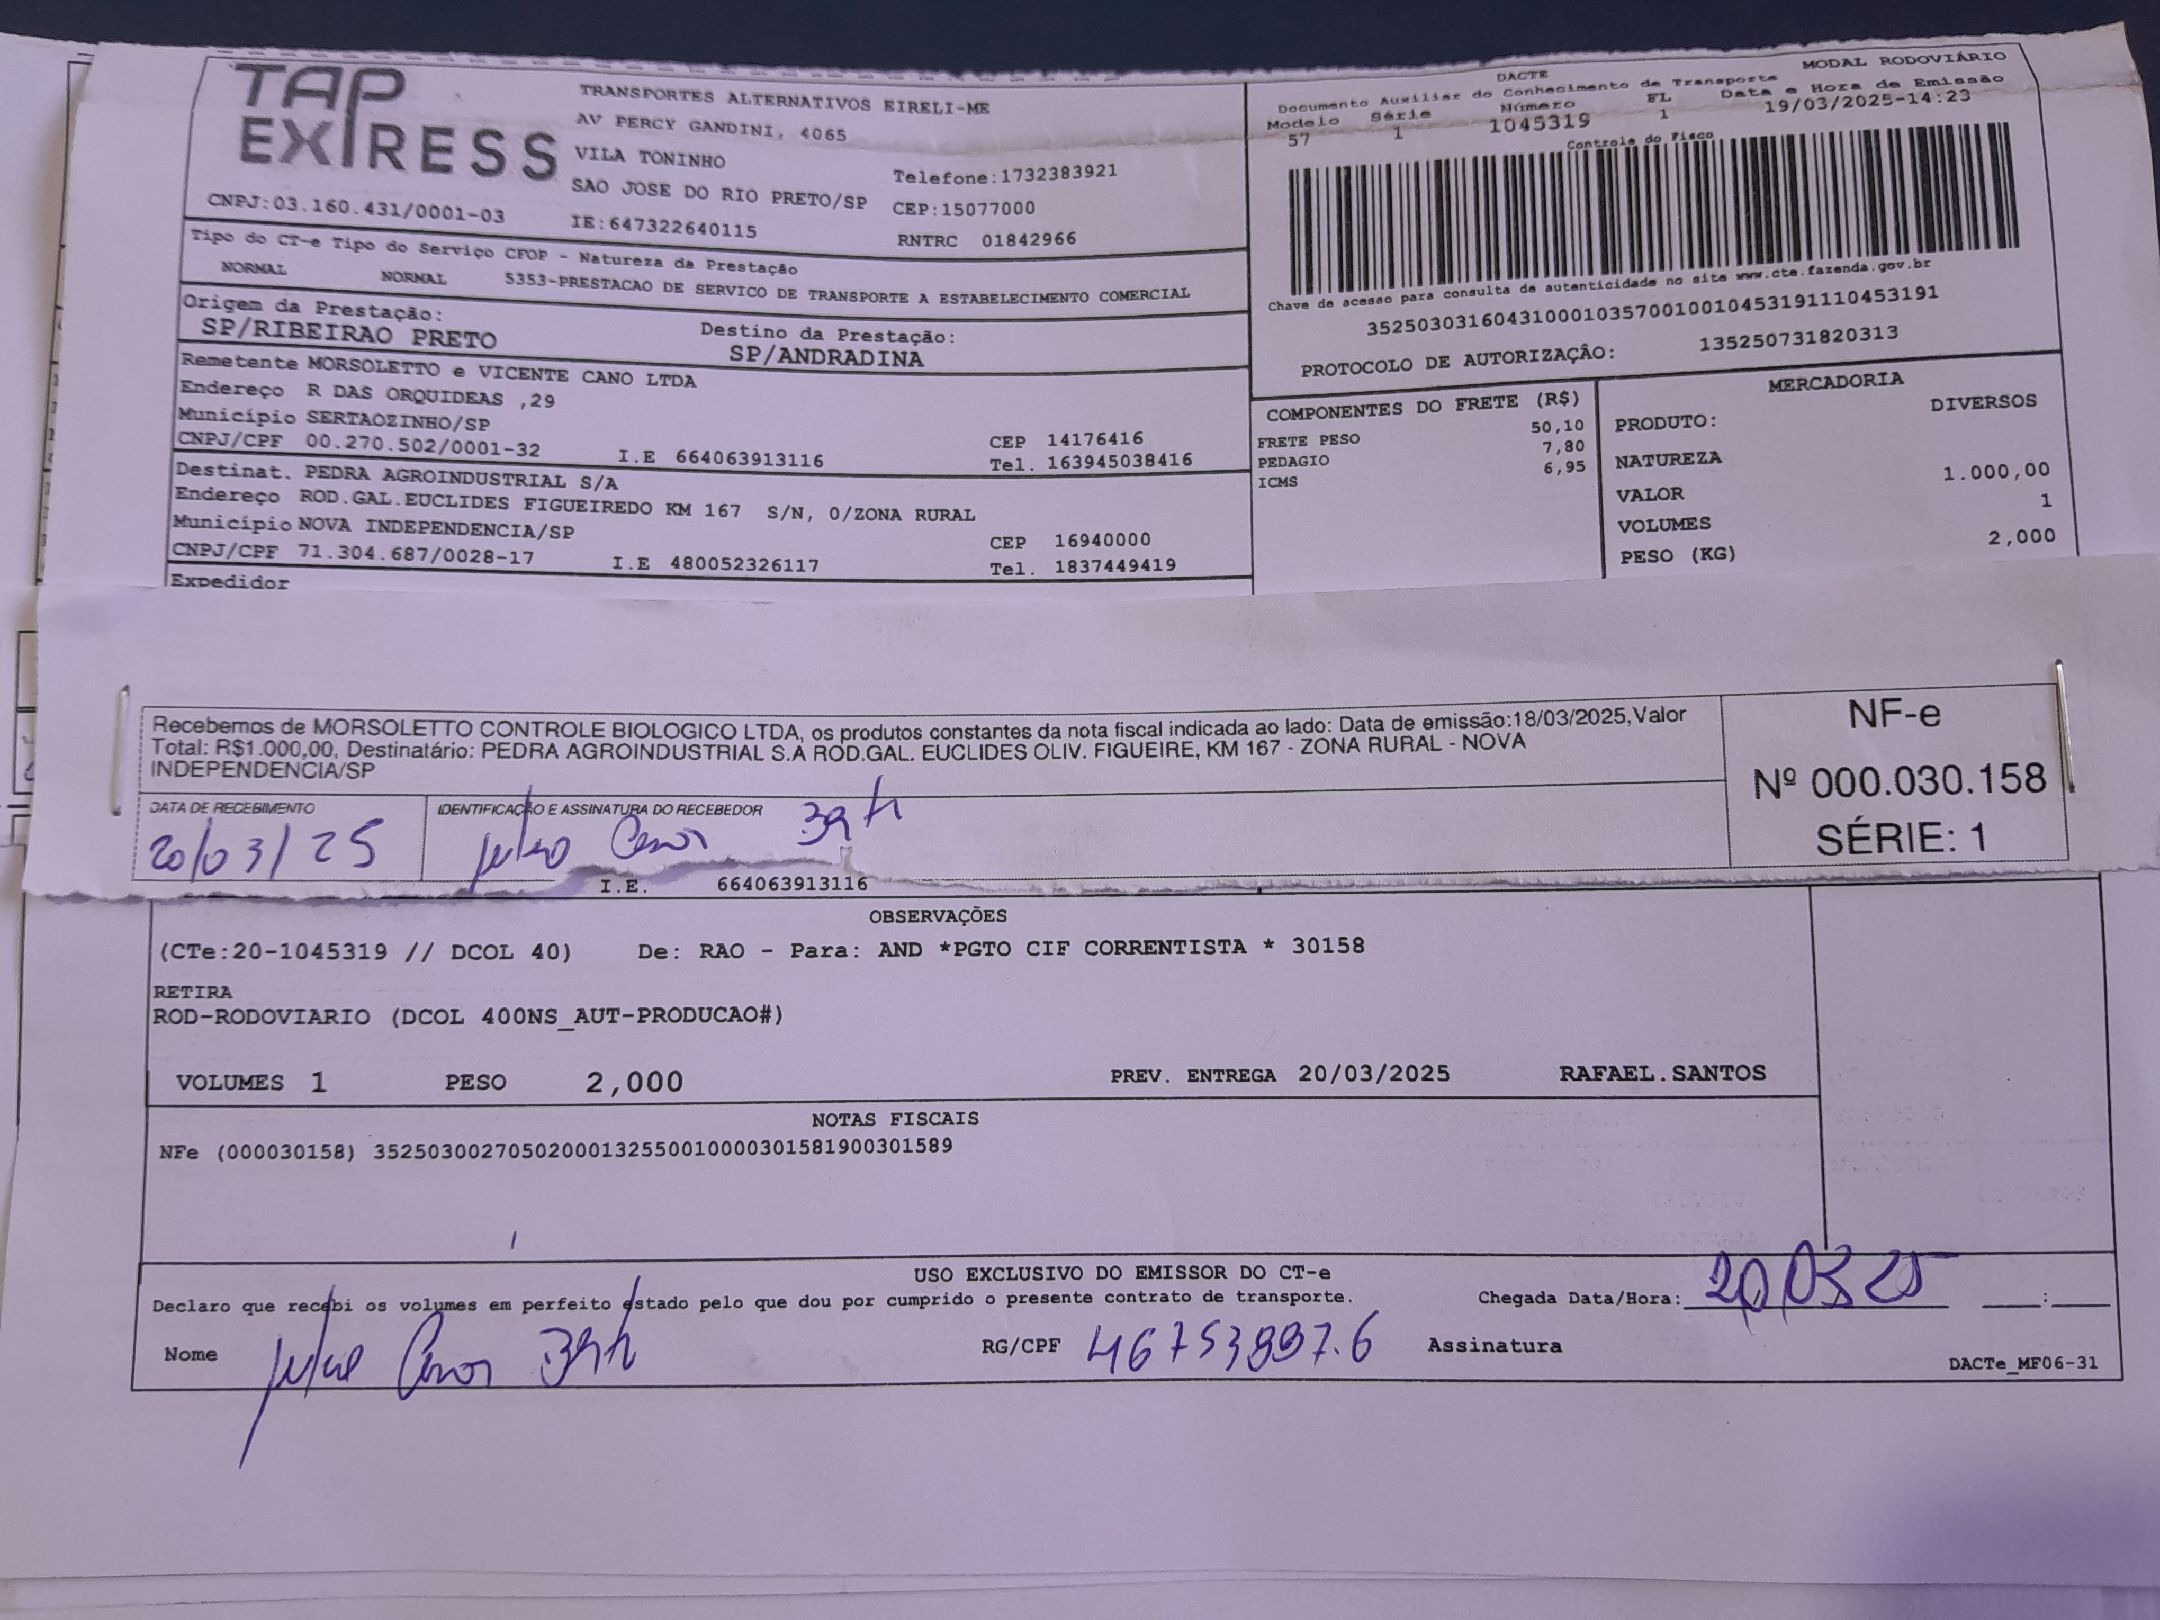 TAP EXPRESS
TRANSPORTES ALTERNATIVOS EIRELI-ME
AV PERCY GANDINI, 4065
VILA TONINHO
Telefone:1732383921
SAO JOSE DO RIO PRETO/SP CEP:15077000
CNPJ:03.160.431/0001-03 IE:647322640115 RNTRC 01842966
DACTE MODAL RODOVIÁRIO
Documento Auxiliar do Conhecimento de Transporte
Modelo Série Número FL Data e Hora de Emissão
57 1 1045319 1 19/03/2025-14:23
Controle do Fisco
Chave de acesso para consulta de autenticidade no site www.cte.fazenda.gov.br
35250303160431000103570010010453191110453191
PROTOCOLO DE AUTORIZAÇÃO: 135250731820313
Tipo do CT-e Tipo do Serviço CFOP - Natureza da Prestação
NORMAL NORMAL 5353-PRESTACAO DE SERVICO DE TRANSPORTE A ESTABELECIMENTO COMERCIAL
Origem da Prestação: Destino da Prestação:
SP/RIBEIRAO PRETO SP/ANDRADINA
Remetente MORSOLETTO e VICENTE CANO LTDA
Endereço R DAS ORQUIDEAS ,29
Município SERTAOZINHO/SP CEP 14176416
CNPJ/CPF 00.270.502/0001-32 I.E 664063913116 Tel. 163945038416
Destinat. PEDRA AGROINDUSTRIAL S/A
Endereço ROD.GAL.EUCLIDES FIGUEIREDO KM 167 S/N, 0/ZONA RURAL
Município NOVA INDEPENDENCIA/SP CEP 16940000
CNPJ/CPF 71.304.687/0028-17 I.E 480052326117 Tel. 1837449419
Expedidor
COMPONENTES DO FRETE (R$)
FRETE PESO 50,10
PEDAGIO 7,80
ICMS 6,95
MERCADORIA
PRODUTO: DIVERSOS
NATUREZA
VALOR 1.000,00
VOLUMES 1
PESO (KG) 2,000
Recebemos de MORSOLETTO CONTROLE BIOLOGICO LTDA, os produtos constantes da nota fiscal indicada ao lado: Data de emissão:18/03/2025,Valor
Total: R$1.000,00, Destinatário: PEDRA AGROINDUSTRIAL S.A ROD.GAL. EUCLIDES OLIV. FIGUEIRE, KM 167 - ZONA RURAL - NOVA
INDEPENDENCIA/SP
DATA DE RECEBIMENTO IDENTIFICAÇÃO E ASSINATURA DO RECEBEDOR
20/03/25
NF-e
Nº 000.030.158
SÉRIE: 1
I.E. 664063913116
OBSERVAÇÕES
(CTe:20-1045319 // DCOL 40) De: RAO - Para: AND *PGTO CIF CORRENTISTA * 30158
RETIRA
ROD-RODOVIARIO (DCOL 400NS_AUT-PRODUCAO#)
VOLUMES 1 PESO 2,000 PREV. ENTREGA 20/03/2025 RAFAEL.SANTOS
NOTAS FISCAIS
NFe (000030158) 35250300270502000132550010000301581900301589
USO EXCLUSIVO DO EMISSOR DO CT-e
Declaro que recebi os volumes em perfeito estado pelo que dou por cumprido o presente contrato de transporte. Chegada Data/Hora: 20 03 25 :
Nome RG/CPF Assinatura
DACTe_MF06-31